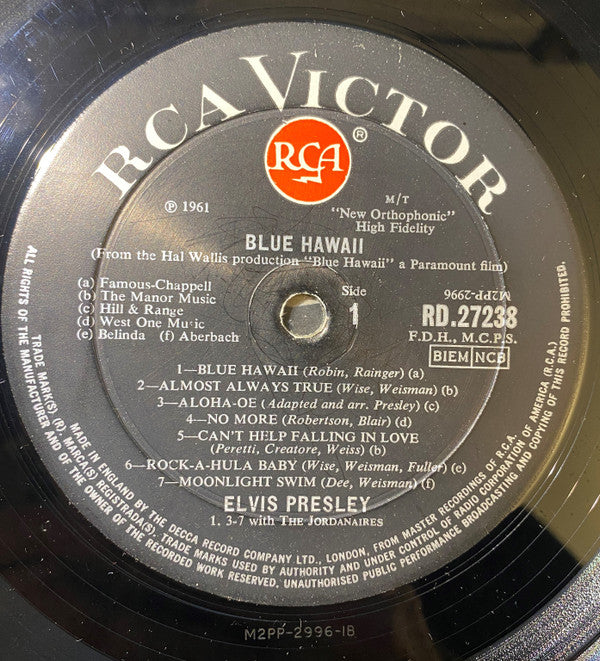 RCA VICTOR
RCA
®
℗ 1961
M/T
"New Orthophonic"
High Fidelity
BLUE HAWAII
(From the Hal Wallis production "Blue Hawaii" a Paramount film)
(a) Famous-Chappell
(b) The Manor Music
(c) Hill & Range
(d) West One Music
(e) Belinda (f) Aberbach
Side
1
M2PP-2996
RD.27238
F.D.H., M.C.P.S.
BIEM NCB
1—BLUE HAWAII (Robin, Rainger) (a)
2—ALMOST ALWAYS TRUE (Wise, Weisman) (b)
3—ALOHA-OE (Adapted and arr. Presley) (c)
4—NO MORE (Robertson, Blair) (d)
5—CAN'T HELP FALLING IN LOVE
(Peretti, Creatore, Weiss) (b)
6—ROCK-A-HULA BABY (Wise, Weisman, Fuller) (e)
7—MOONLIGHT SWIM (Dee, Weisman) (f)
ELVIS PRESLEY
1, 3-7 with THE JORDANAIRES
MADE IN ENGLAND BY THE DECCA RECORD COMPANY LTD., LONDON, FROM MASTER RECORDINGS OF R.C.A.
TRADE MARK(S) (R), MARCA(S) REGISTRADA(S). TRADE MARKS USED BY AUTHORITY AND UNDER CONTROL OF RADIO CORPORATION OF AMERICA (R.C.A.)
ALL RIGHTS OF THE MANUFACTURER AND OF THE OWNER OF THE RECORDED WORK RESERVED. UNAUTHORISED PUBLIC PERFORMANCE BROADCASTING AND COPYING OF THIS RECORD PROHIBITED.
M2PP-2996-1B